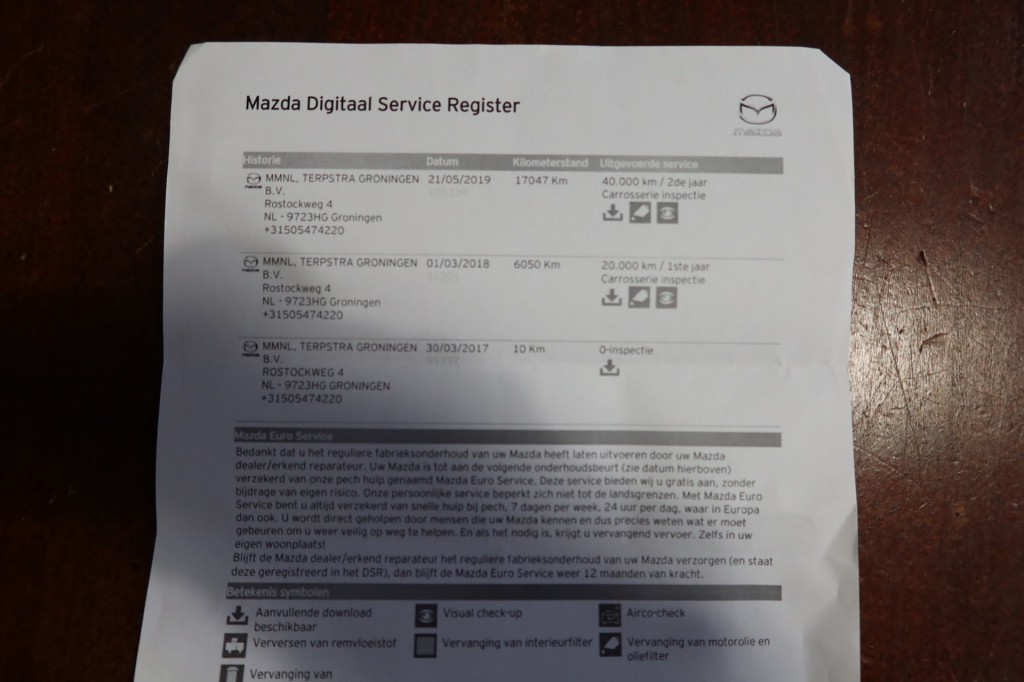 Mazda Digitaal Service Register
mazda
Historie Datum Kilometerstand Uitgevoerde service
MMNL, TERPSTRA GRONINGEN 21/05/2019 17047 Km 40.000 km / 2de jaar
B.V. Carrosserie inspectie
Rostockweg 4
NL - 9723HG Groningen
+31505474220
MMNL, TERPSTRA GRONINGEN 01/03/2018 6050 Km 20.000 km / 1ste jaar
B.V. Carrosserie inspectie
Rostockweg 4
NL - 9723HG Groningen
+31505474220
MMNL, TERPSTRA GRONINGEN 30/03/2017 10 Km 0-inspectie
B.V.
ROSTOCKWEG 4
NL - 9723HG GRONINGEN
+31505474220
Mazda Euro Service
Bedankt dat u het reguliere fabrieksonderhoud van uw Mazda heeft laten uitvoeren door uw Mazda
dealer/erkend reparateur. Uw Mazda is tot aan de volgende onderhoudsbeurt (zie datum hierboven)
verzekerd van onze pech hulp genaamd Mazda Euro Service. Deze service bieden wij u gratis aan, zonder
bijdrage van eigen risico. Onze persoonlijke service beperkt zich niet tot de landsgrenzen. Met Mazda Euro
Service bent u altijd verzekerd van snelle hulp bij pech, 7 dagen per week, 24 uur per dag, waar in Europa
dan ook. U wordt direct geholpen door mensen die uw Mazda kennen en dus precies weten wat er moet
gebeuren om u weer veilig op weg te helpen. En als het nodig is, krijgt u vervangend vervoer. Zelfs in uw
eigen woonplaats!
Blijft de Mazda dealer/erkend reparateur het reguliere fabrieksonderhoud van uw Mazda verzorgen (en staat
deze geregistreerd in het DSR), dan blijft de Mazda Euro Service weer 12 maanden van kracht.
Betekenis symbolen
Aanvullende download Visual check-up Airco-check
beschikbaar
Verversen van remvloeistof Vervanging van interieurfilter Vervanging van motorolie en
oliefilter
Vervanging van